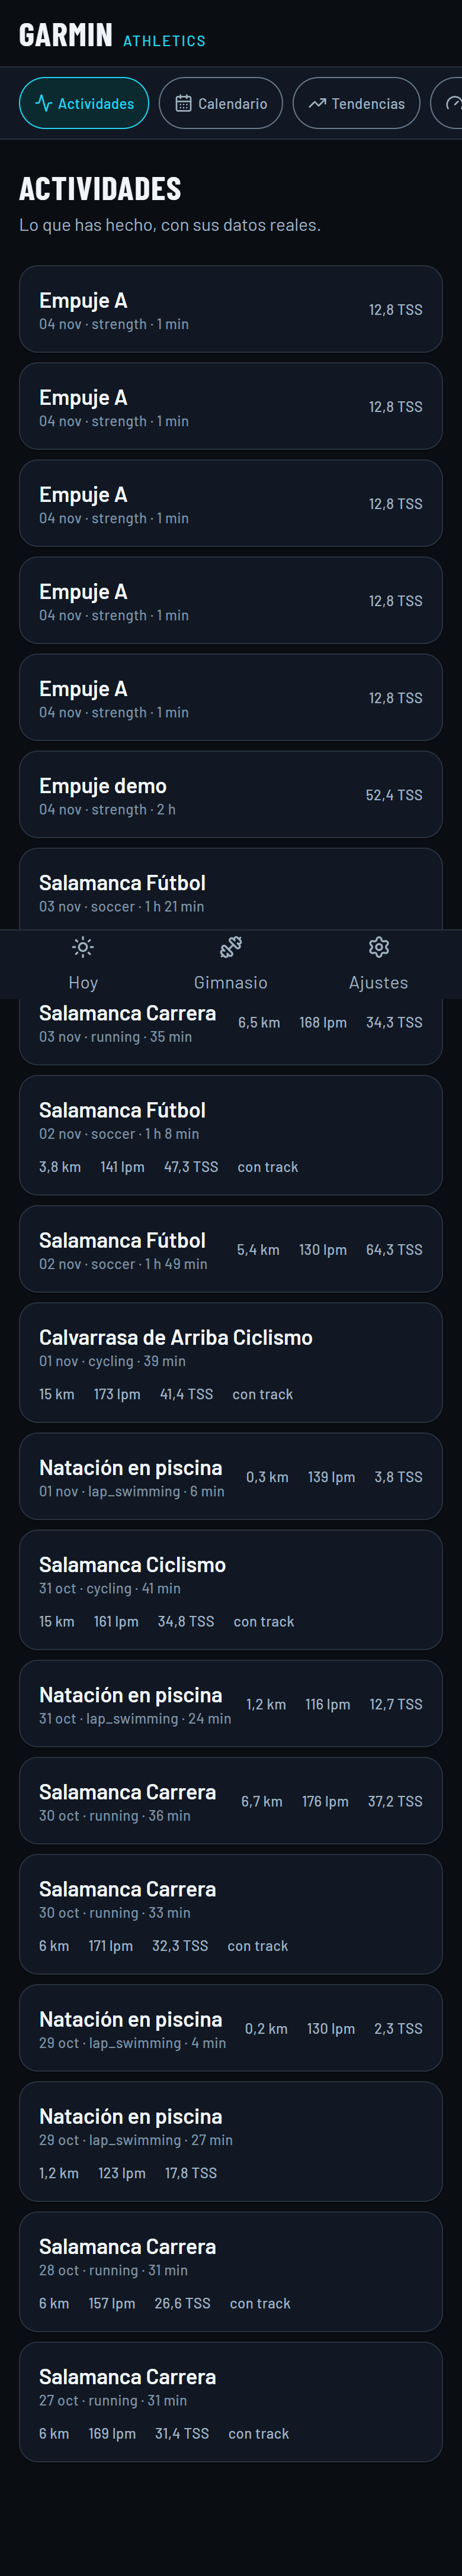 GARMIN ATHLETICS
Actividades Calendario Tendencias
ACTIVIDADES
Lo que has hecho, con sus datos reales.
Empuje A
04 nov · strength · 1 min
12,8 TSS
Empuje A
04 nov · strength · 1 min
12,8 TSS
Empuje A
04 nov · strength · 1 min
12,8 TSS
Empuje A
04 nov · strength · 1 min
12,8 TSS
Empuje A
04 nov · strength · 1 min
12,8 TSS
Empuje demo
04 nov · strength · 2 h
52,4 TSS
Salamanca Fútbol
03 nov · soccer · 1 h 21 min
Hoy Gimnasio Ajustes
Salamanca Carrera
03 nov · running · 35 min
6,5 km 168 lpm 34,3 TSS
Salamanca Fútbol
02 nov · soccer · 1 h 8 min
3,8 km 141 lpm 47,3 TSS con track
Salamanca Fútbol
02 nov · soccer · 1 h 49 min
5,4 km 130 lpm 64,3 TSS
Calvarrasa de Arriba Ciclismo
01 nov · cycling · 39 min
15 km 173 lpm 41,4 TSS con track
Natación en piscina
01 nov · lap_swimming · 6 min
0,3 km 139 lpm 3,8 TSS
Salamanca Ciclismo
31 oct · cycling · 41 min
15 km 161 lpm 34,8 TSS con track
Natación en piscina
31 oct · lap_swimming · 24 min
1,2 km 116 lpm 12,7 TSS
Salamanca Carrera
30 oct · running · 36 min
6,7 km 176 lpm 37,2 TSS
Salamanca Carrera
30 oct · running · 33 min
6 km 171 lpm 32,3 TSS con track
Natación en piscina
29 oct · lap_swimming · 4 min
0,2 km 130 lpm 2,3 TSS
Natación en piscina
29 oct · lap_swimming · 27 min
1,2 km 123 lpm 17,8 TSS
Salamanca Carrera
28 oct · running · 31 min
6 km 157 lpm 26,6 TSS con track
Salamanca Carrera
27 oct · running · 31 min
6 km 169 lpm 31,4 TSS con track